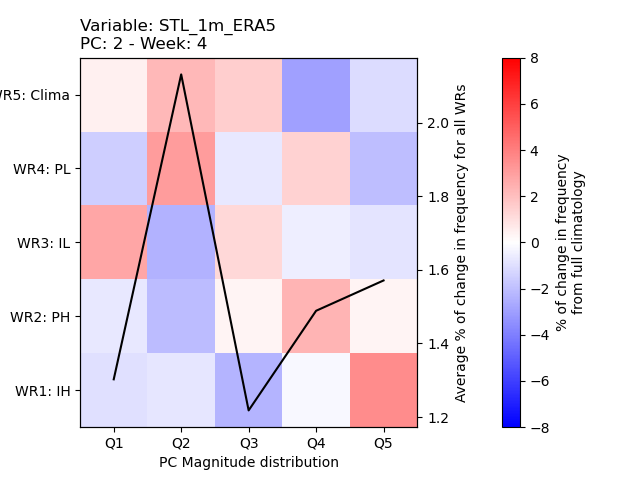 Variable: STL_1m_ERA5
PC: 2 - Week: 4
WR5: Clima
WR4: PL
WR3: IL
WR2: PH
WR1: IH
Q1 Q2 Q3 Q4 Q5
PC Magnitude distribution
2.0
1.8
1.6
1.4
1.2
Average % of change in frequency for all WRs
8
6
4
2
0
−2
−4
−6
−8
% of change in frequency
from full climatology